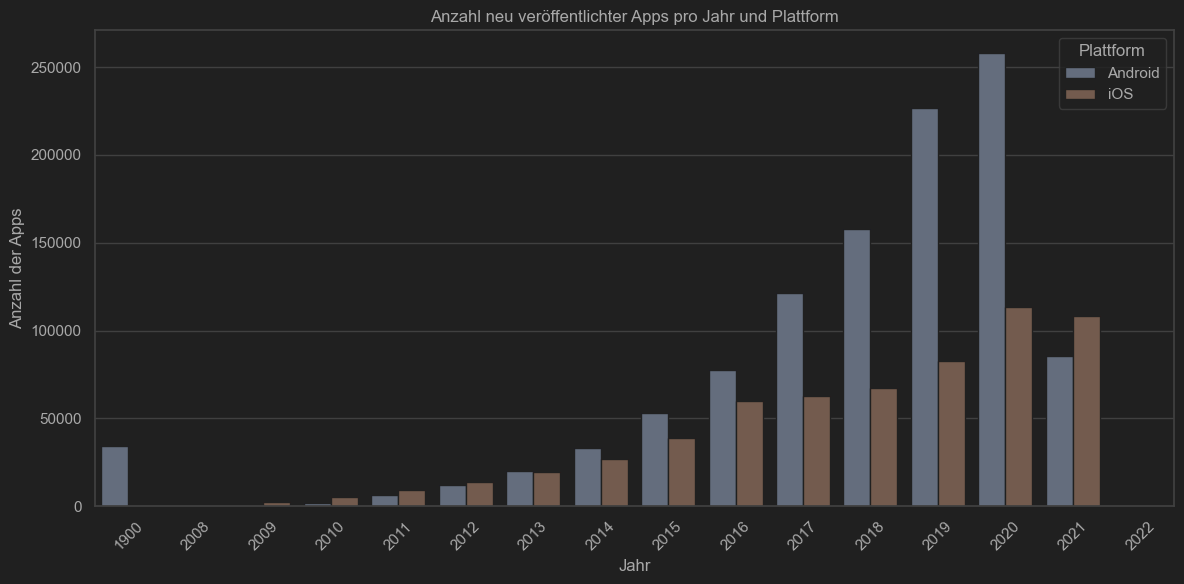 Anzahl neu veröffentlichter Apps pro Jahr und Plattform
Plattform
Android
iOS
Anzahl der Apps
250000
200000
150000
100000
50000
0
1900 2008 2009 2010 2011 2012 2013 2014 2015 2016 2017 2018 2019 2020 2021 2022
Jahr